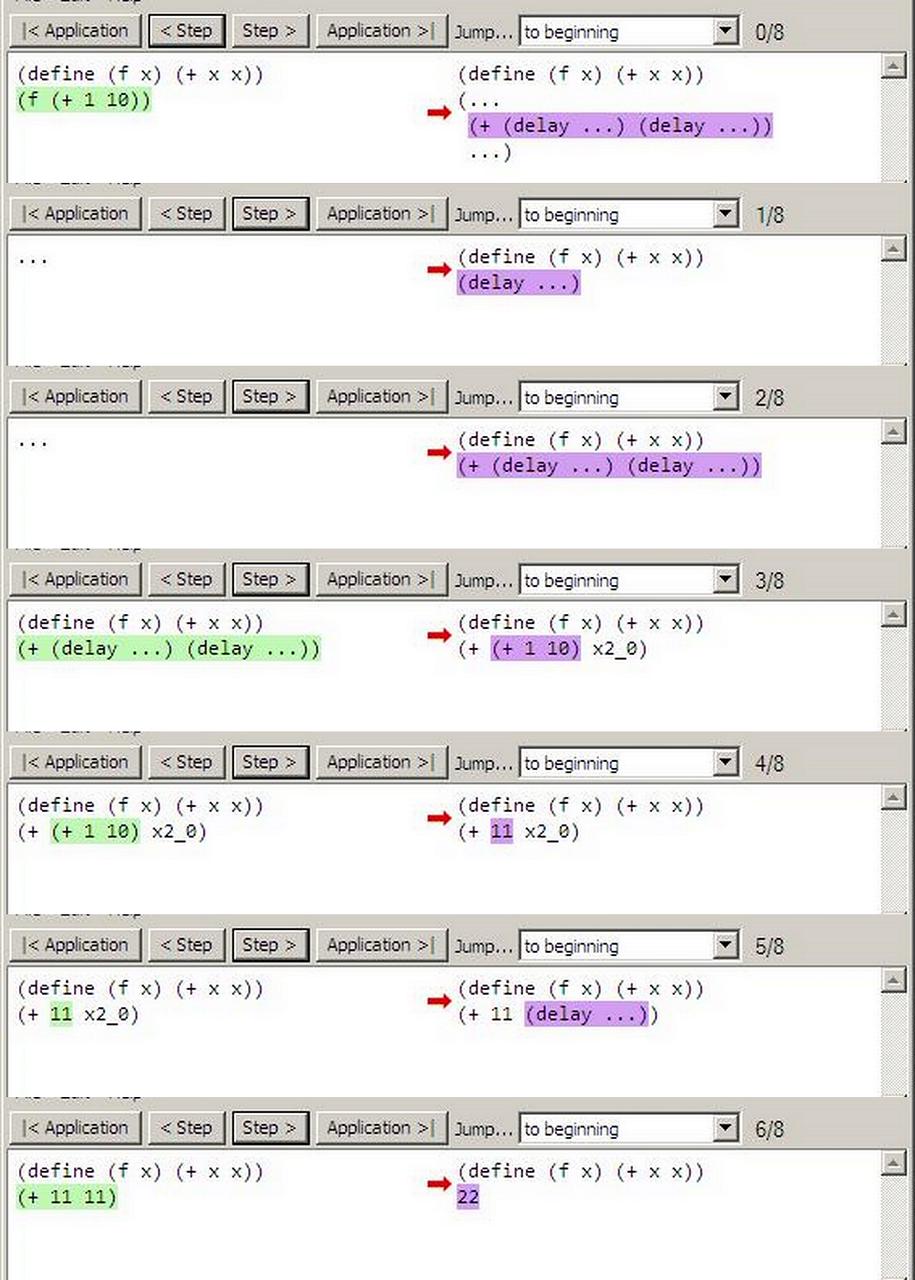 |< Application < Step Step > Application >| Jump... to beginning 0/8
(define (f x) (+ x x)) (define (f x) (+ x x))
(f (+ 1 10)) (...
(+ (delay ...) (delay ...))
...)
|< Application < Step Step > Application >| Jump... to beginning 1/8
... (define (f x) (+ x x))
(delay ...)
|< Application < Step Step > Application >| Jump... to beginning 2/8
... (define (f x) (+ x x))
(+ (delay ...) (delay ...))
|< Application < Step Step > Application >| Jump... to beginning 3/8
(define (f x) (+ x x)) (define (f x) (+ x x))
(+ (delay ...) (delay ...)) (+ (+ 1 10) x2_0)
|< Application < Step Step > Application >| Jump... to beginning 4/8
(define (f x) (+ x x)) (define (f x) (+ x x))
(+ (+ 1 10) x2_0) (+ 11 x2_0)
|< Application < Step Step > Application >| Jump... to beginning 5/8
(define (f x) (+ x x)) (define (f x) (+ x x))
(+ 11 x2_0) (+ 11 (delay ...))
|< Application < Step Step > Application >| Jump... to beginning 6/8
(define (f x) (+ x x)) (define (f x) (+ x x))
(+ 11 11) 22